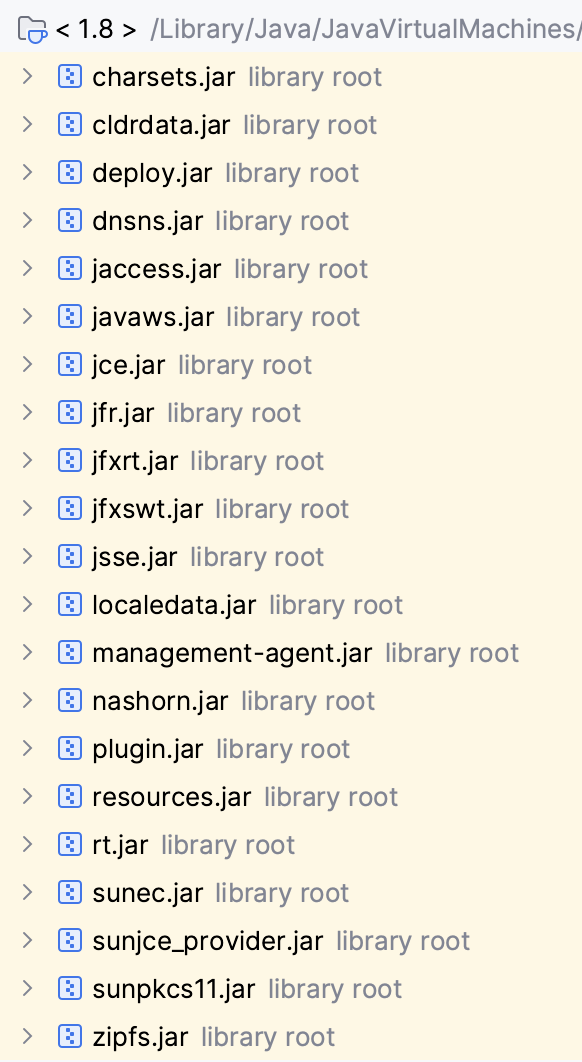 < 1.8 > /Library/Java/JavaVirtualMachines/
charsets.jar library root
cldrdata.jar library root
deploy.jar library root
dnsns.jar library root
jaccess.jar library root
javaws.jar library root
jce.jar library root
jfr.jar library root
jfxrt.jar library root
jfxswt.jar library root
jsse.jar library root
localedata.jar library root
management-agent.jar library root
nashorn.jar library root
plugin.jar library root
resources.jar library root
rt.jar library root
sunec.jar library root
sunjce_provider.jar library root
sunpkcs11.jar library root
zipfs.jar library root